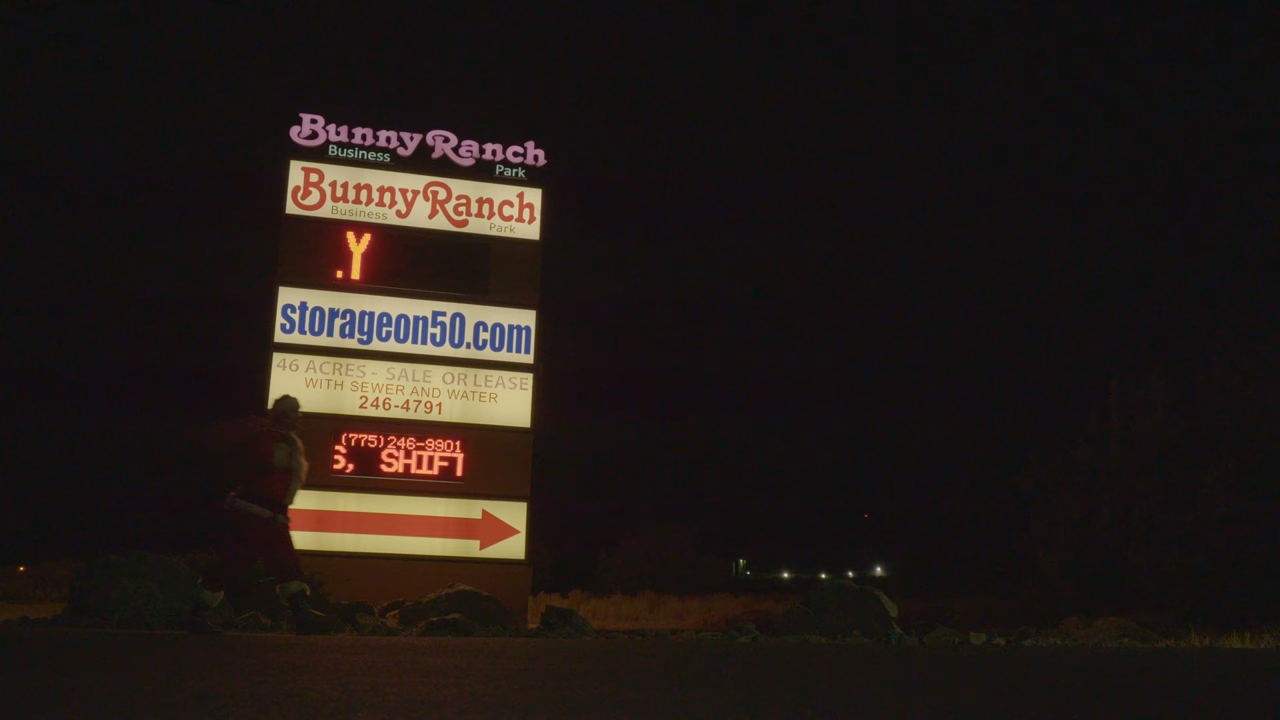 Bunny Ranch
Business Park
Bunny Ranch
Business Park
.Y
storageon50.com
46 ACRES - SALE OR LEASE
WITH SEWER AND WATER
246-4791
(775)246-9901
S, SHIFT